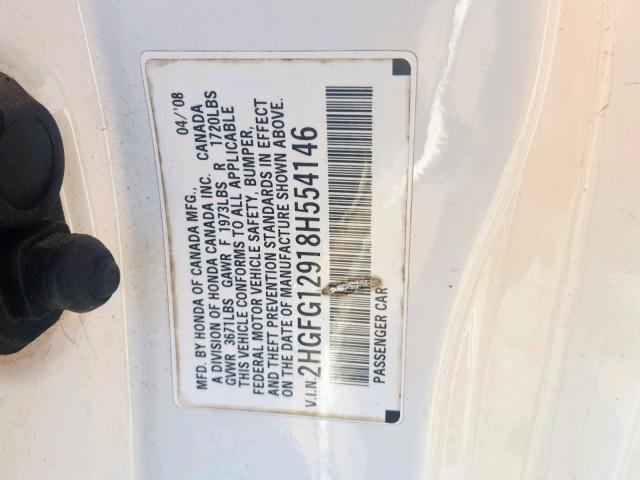 MFD. BY HONDA OF CANADA MFG., 04/'08
A DIVISION OF HONDA CANADA INC. CANADA
GVWR 3671LBS GAWR F 1973LBS R 1720LBS
THIS VEHICLE CONFORMS TO ALL APPLICABLE
FEDERAL MOTOR VEHICLE SAFETY, BUMPER,
AND THEFT PREVENTION STANDARDS IN EFFECT
ON THE DATE OF MANUFACTURE SHOWN ABOVE.
V.I.N. 2HGFG12918H554146
PASSENGER CAR